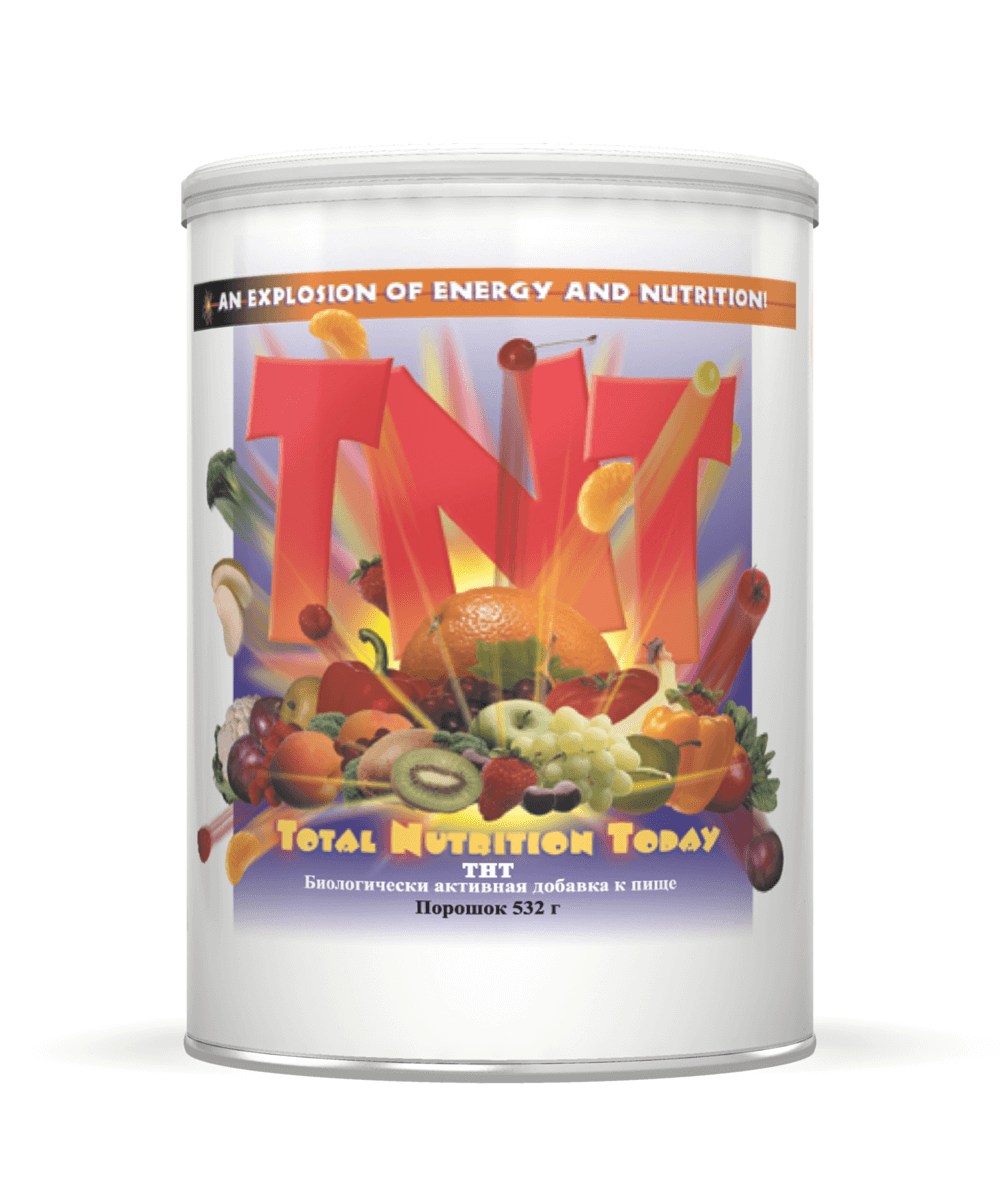 AN EXPLOSION OF ENERGY AND NUTRITION!
TNT
TOTAL NUTRITION TODAY
ТНТ
Биологически активная добавка к пище
Порошок 532 г